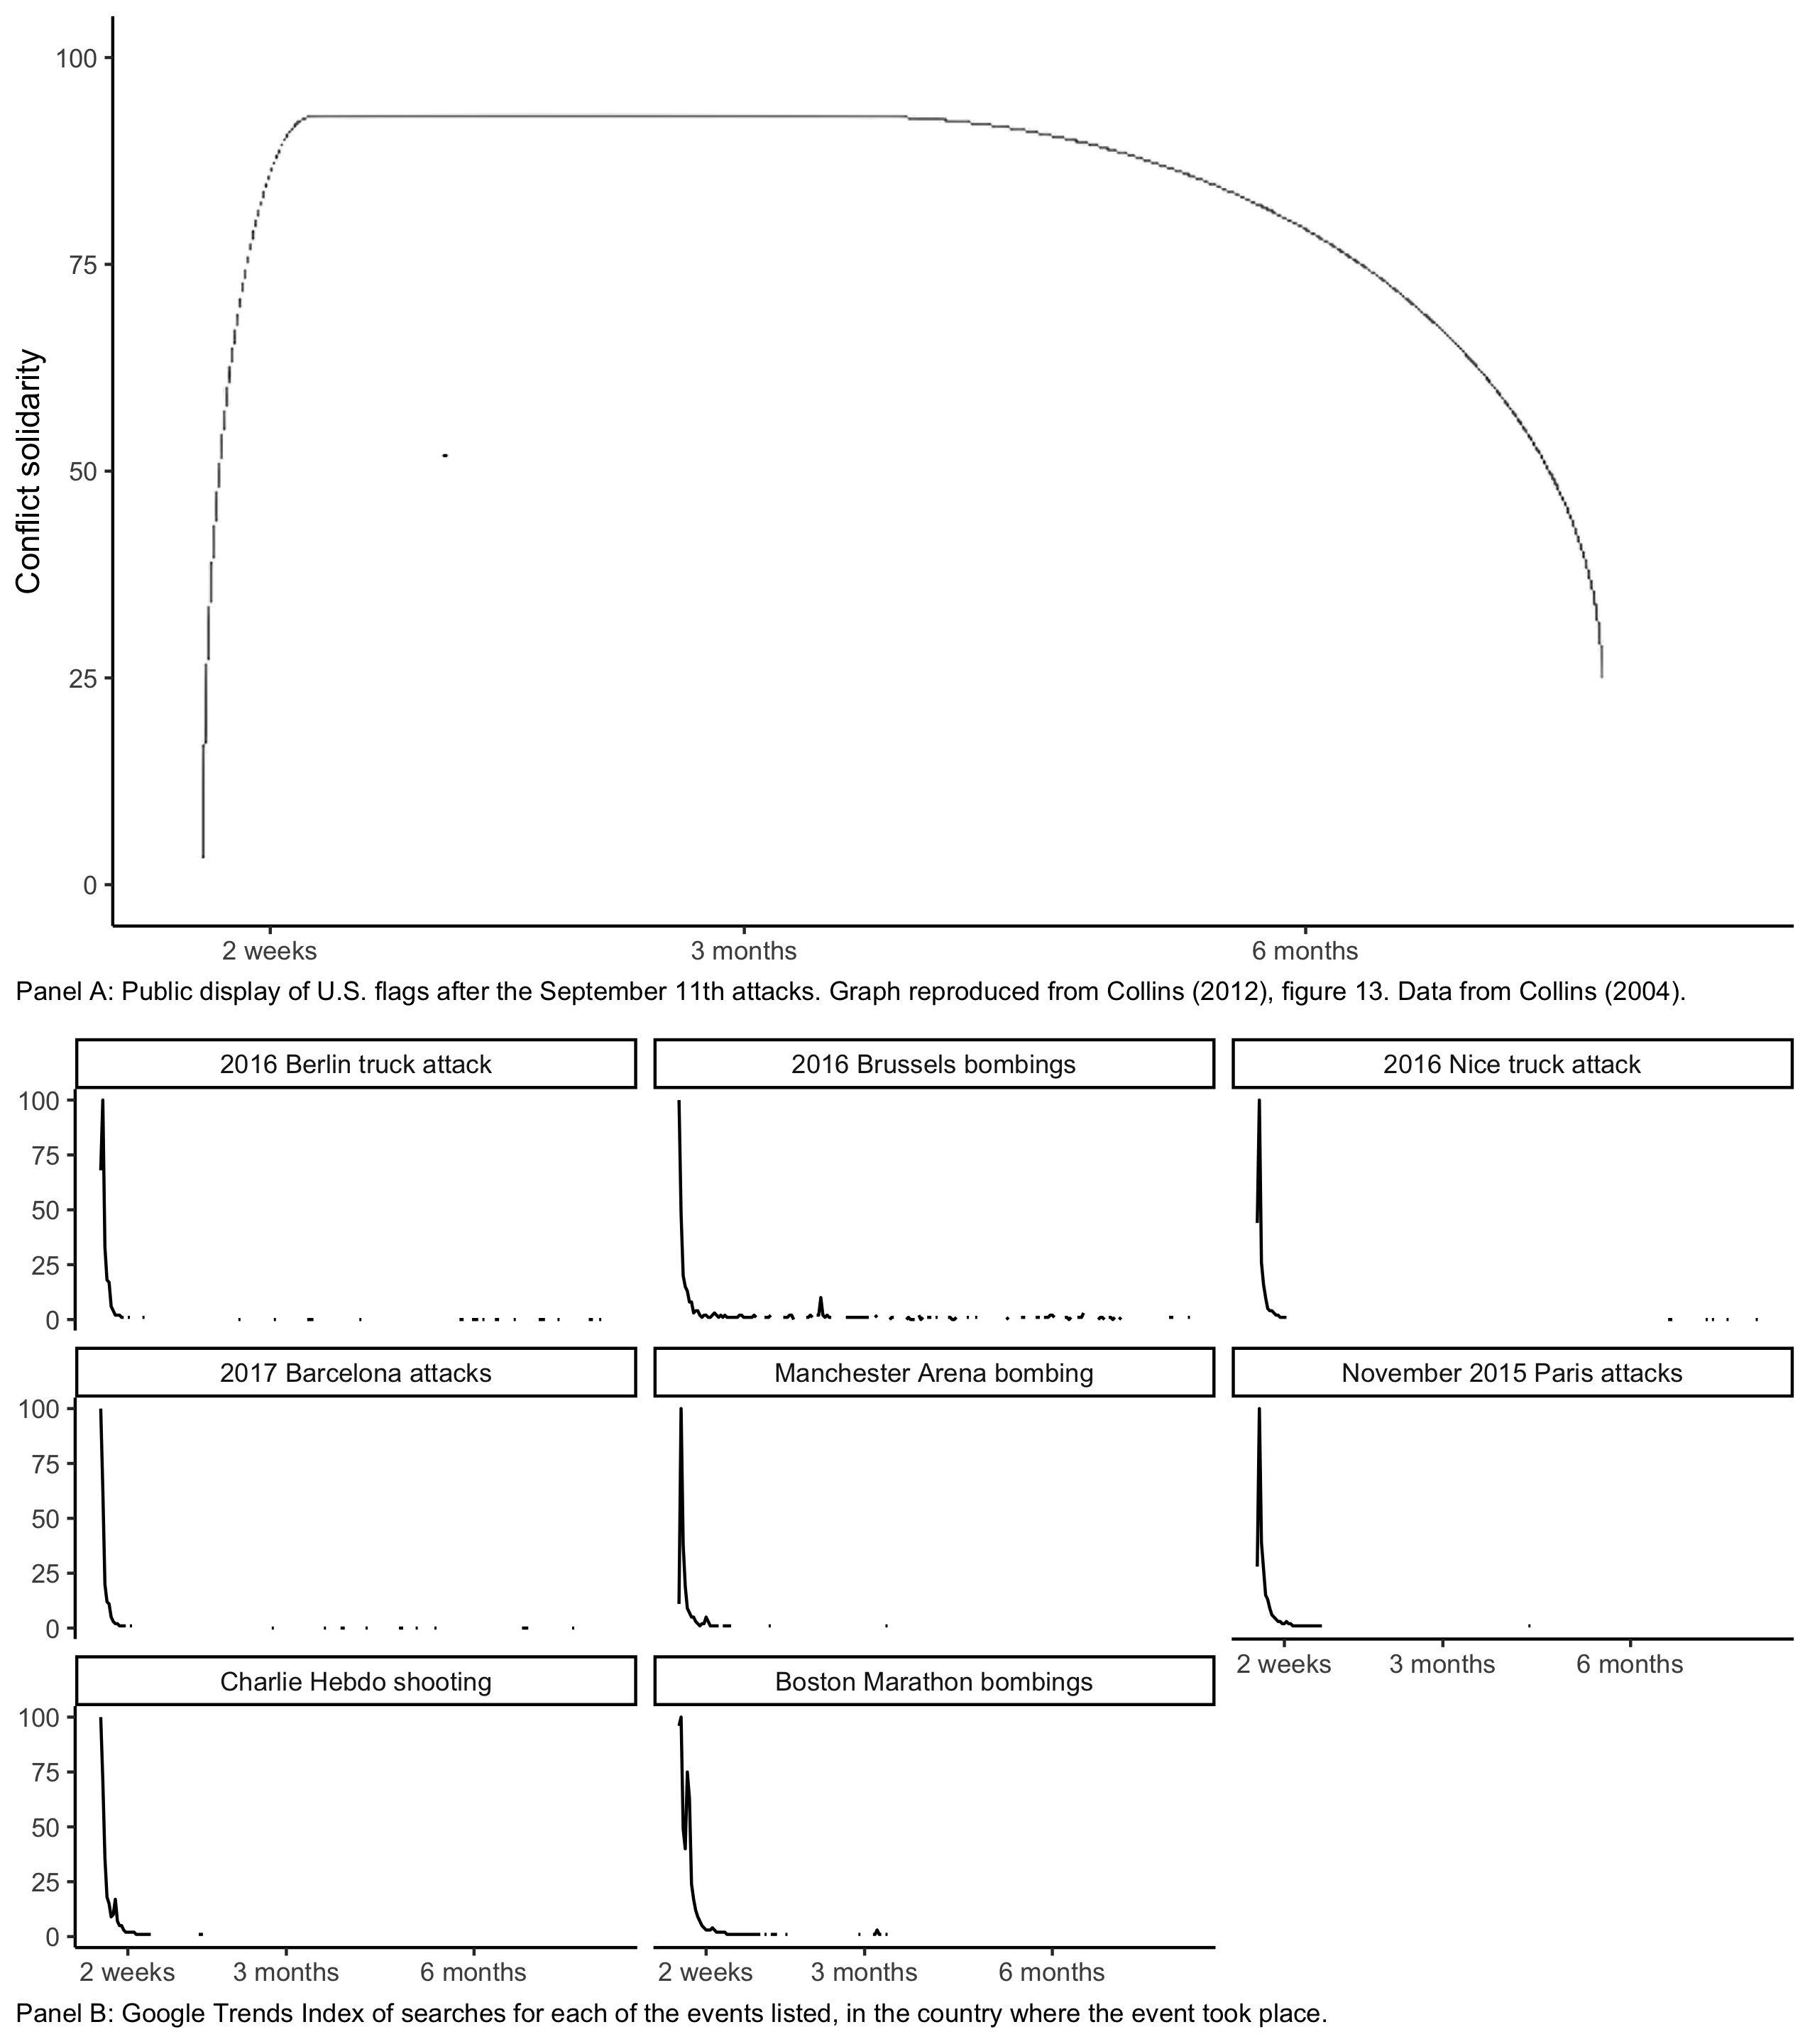 100
75
50
25
0
Conflict solidarity
2 weeks 3 months 6 months
Panel A: Public display of U.S. flags after the September 11th attacks. Graph reproduced from Collins (2012), figure 13. Data from Collins (2004).
2016 Berlin truck attack 2016 Brussels bombings 2016 Nice truck attack
100
75
50
25
0
2017 Barcelona attacks Manchester Arena bombing November 2015 Paris attacks
100
75
50
25
0
2 weeks 3 months 6 months
Charlie Hebdo shooting Boston Marathon bombings
100
75
50
25
0
2 weeks 3 months 6 months 2 weeks 3 months 6 months
Panel B: Google Trends Index of searches for each of the events listed, in the country where the event took place.